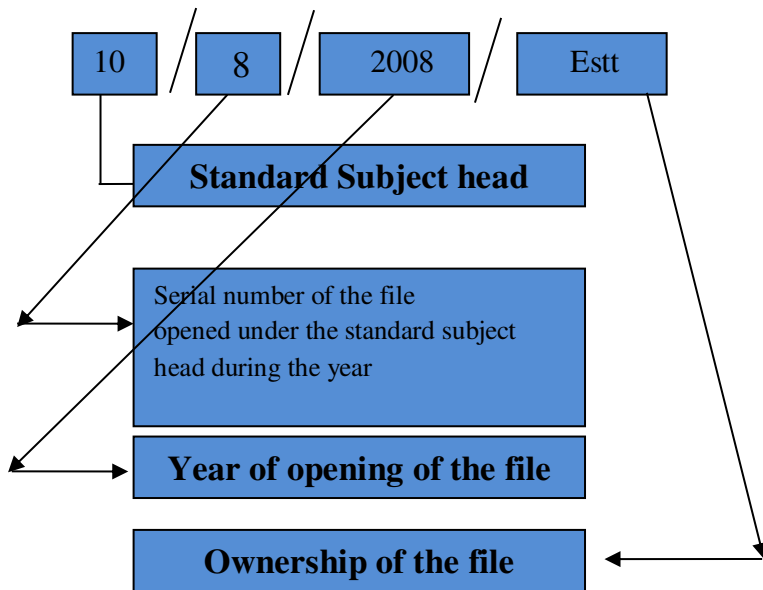 10 / 8 / 2008 / Estt
Standard Subject head
Serial number of the file
opened under the standard subject
head during the year
Year of opening of the file
Ownership of the file